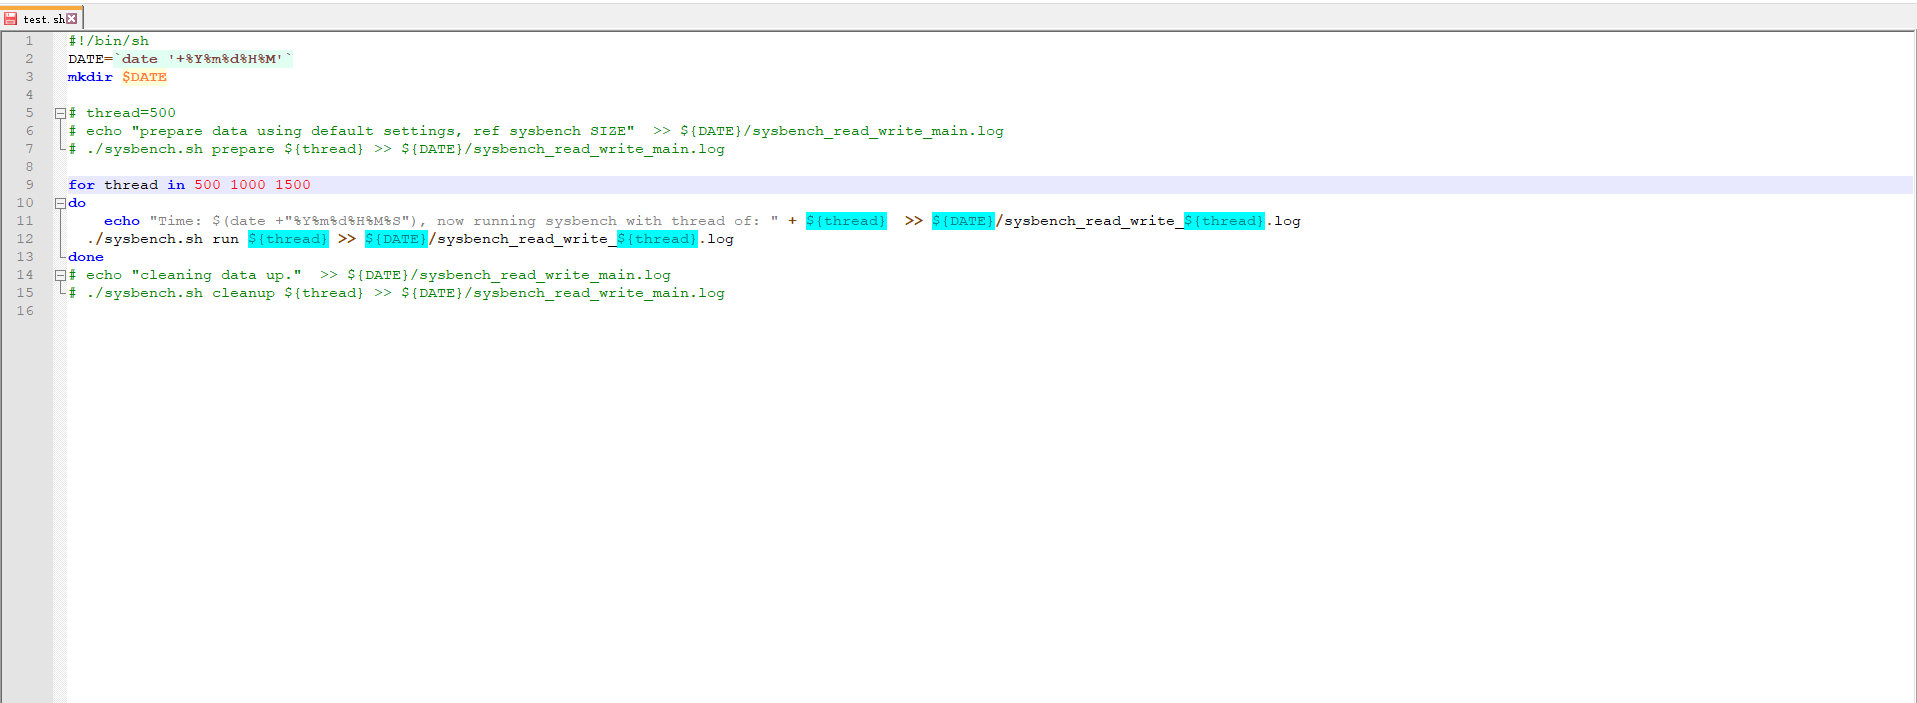 test.sh
1 #!/bin/sh
2 DATE=`date '+%Y%m%d%H%M'`
3 mkdir $DATE
4
5 # thread=500
6 # echo "prepare data using default settings, ref sysbench SIZE"  >> ${DATE}/sysbench_read_write_main.log
7 # ./sysbench.sh prepare ${thread} >> ${DATE}/sysbench_read_write_main.log
8
9 for thread in 500 1000 1500
10 do
11     echo "Time: $(date +"%Y%m%d%H%M%S"), now running sysbench with thread of: " + ${thread}  >> ${DATE}/sysbench_read_write_${thread}.log
12   ./sysbench.sh run ${thread} >> ${DATE}/sysbench_read_write_${thread}.log
13 done
14 # echo "cleaning data up."  >> ${DATE}/sysbench_read_write_main.log
15 # ./sysbench.sh cleanup ${thread} >> ${DATE}/sysbench_read_write_main.log
16